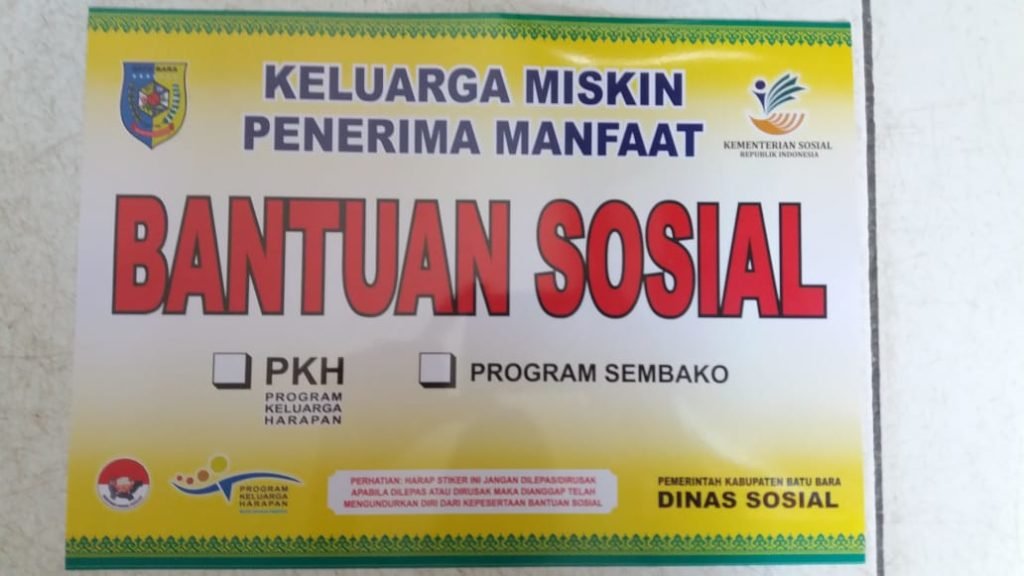 BATU BARA
KELUARGA MISKIN
PENERIMA MANFAAT
KEMENTERIAN SOSIAL
REPUBLIK INDONESIA
BANTUAN SOSIAL
PKH
PROGRAM
KELUARGA
HARAPAN
PROGRAM SEMBAKO
PROGRAM
KELUARGA
HARAPAN
PERHATIAN: HARAP STIKER INI JANGAN DILEPAS/DIRUSAK
APABILA DILEPAS ATAU DIRUSAK MAKA DIANGGAP TELAH
MENGUNDURKAN DIRI DARI KEPESERTAAN BANTUAN SOSIAL
PEMERINTAH KABUPATEN BATU BARA
DINAS SOSIAL